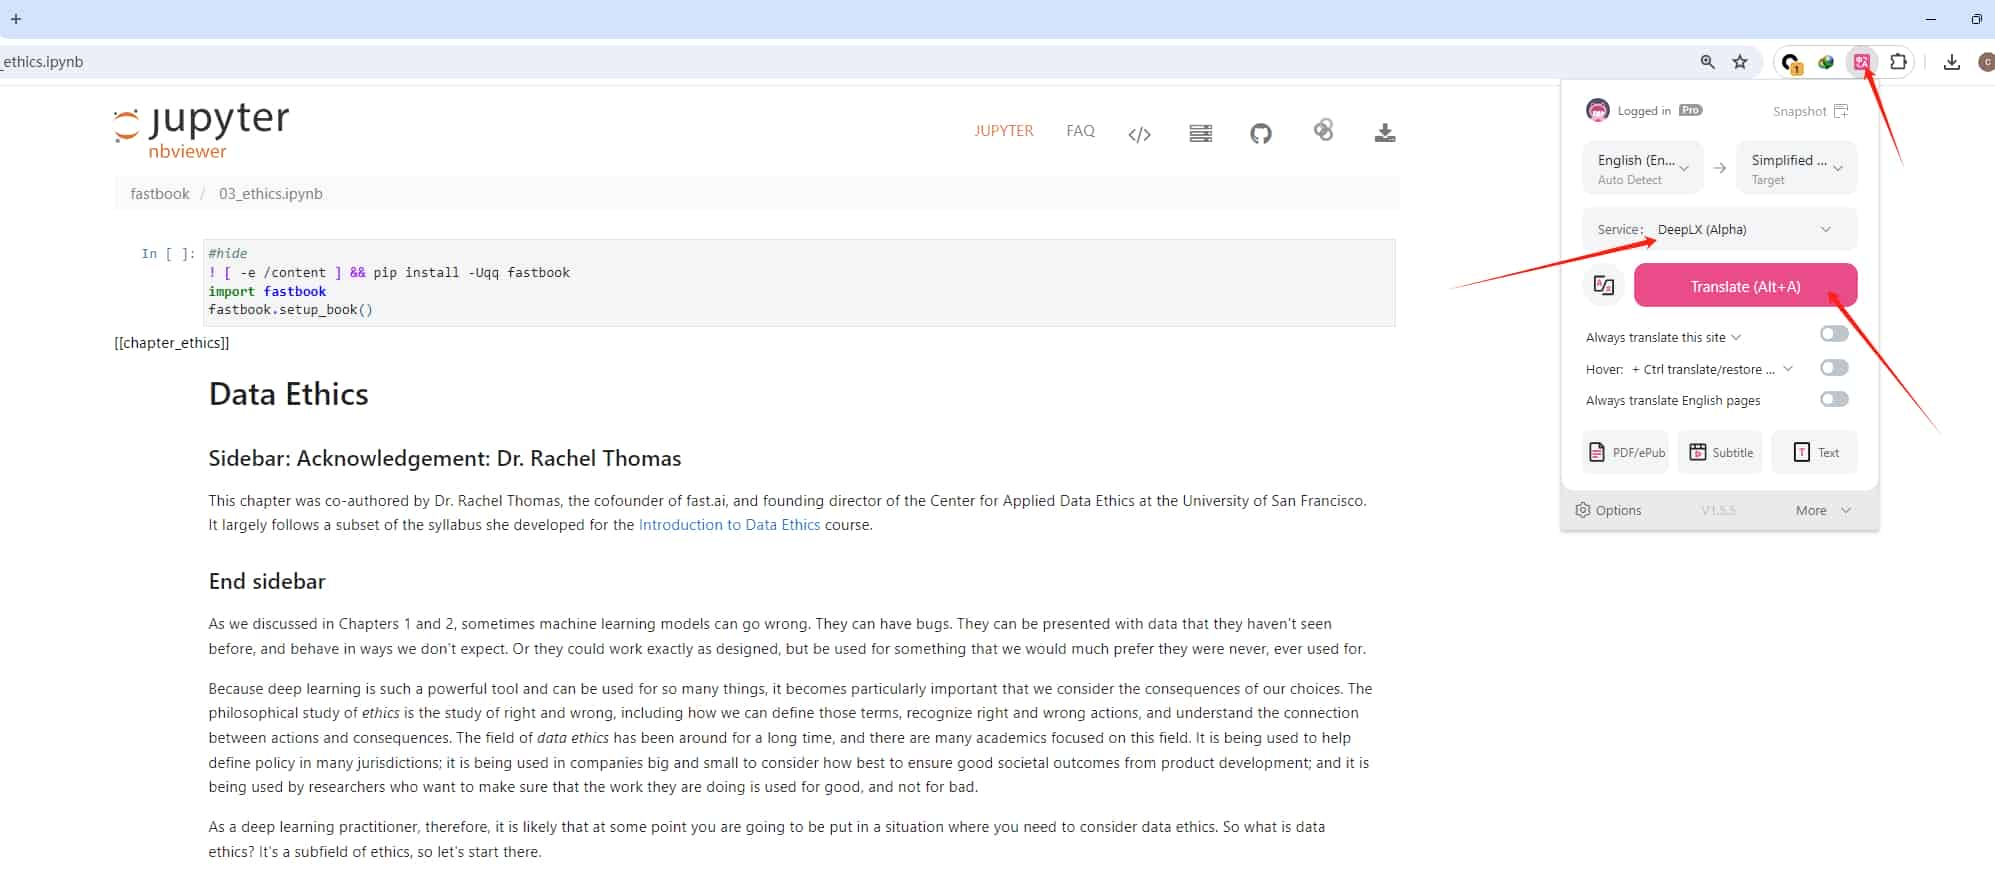 _ethics.ipynb
1
C
jupyter
nbviewer
JUPYTER
FAQ
</>
fastbook / 03_ethics.ipynb
In [ ]:
#hide
! [ -e /content ] && pip install -Uqq fastbook
import fastbook
fastbook.setup_book()
[[chapter_ethics]]
Data Ethics
Sidebar: Acknowledgement: Dr. Rachel Thomas
This chapter was co-authored by Dr. Rachel Thomas, the cofounder of fast.ai, and founding director of the Center for Applied Data Ethics at the University of San Francisco.
It largely follows a subset of the syllabus she developed for the Introduction to Data Ethics course.
End sidebar
As we discussed in Chapters 1 and 2, sometimes machine learning models can go wrong. They can have bugs. They can be presented with data that they haven't seen
before, and behave in ways we don't expect. Or they could work exactly as designed, but be used for something that we would much prefer they were never, ever used for.
Because deep learning is such a powerful tool and can be used for so many things, it becomes particularly important that we consider the consequences of our choices. The
philosophical study of ethics is the study of right and wrong, including how we can define those terms, recognize right and wrong actions, and understand the connection
between actions and consequences. The field of data ethics has been around for a long time, and there are many academics focused on this field. It is being used to help
define policy in many jurisdictions; it is being used in companies big and small to consider how best to ensure good societal outcomes from product development; and it is
being used by researchers who want to make sure that the work they are doing is used for good, and not for bad.
As a deep learning practitioner, therefore, it is likely that at some point you are going to be put in a situation where you need to consider data ethics. So what is data
ethics? It's a subfield of ethics, so let's start there.
Logged in Pro
Snapshot
English (En...
Auto Detect
Simplified ...
Target
Service: DeepLX (Alpha)
Translate (Alt+A)
Always translate this site
Hover: + Ctrl translate/restore ...
Always translate English pages
PDF/ePub
Subtitle
Text
Options
V1.5.5
More